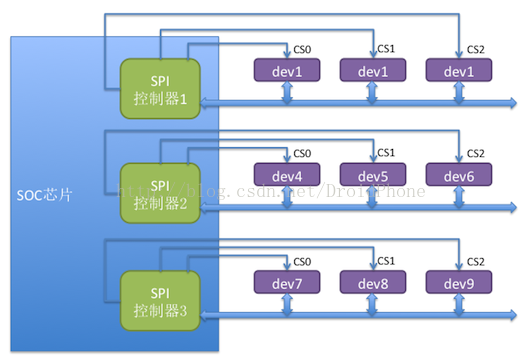 CS0 CS1 CS2
SPI
控制器1
dev1 dev1 dev1
CS0 CS1 CS2
SPI
控制器2
dev4 dev5 dev6
SOC芯片
http://blog.csdn.net/DroidPhone
CS0 CS1 CS2
SPI
控制器3
dev7 dev8 dev9